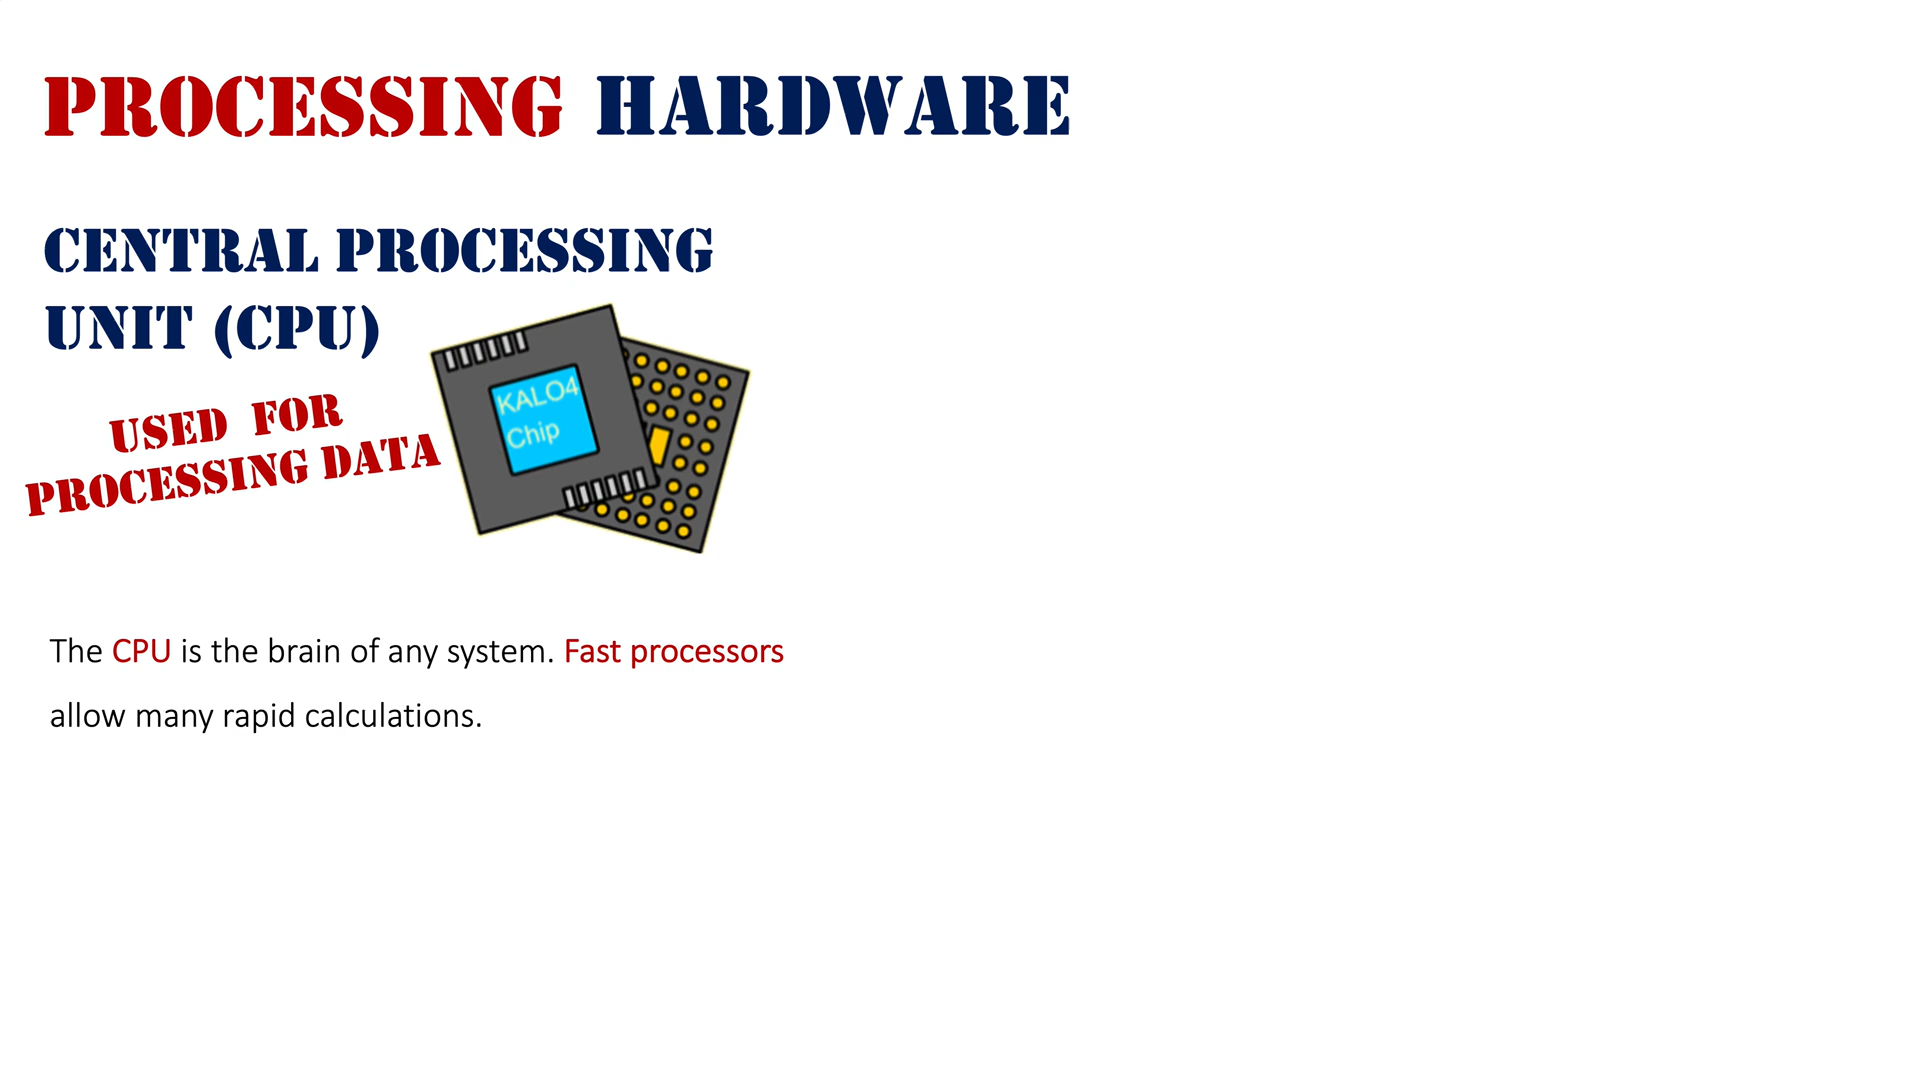 PROCESSING HARDWARE
CENTRAL PROCESSING
UNIT (CPU)
USED FOR
PROCESSING DATA
KALO4
Chip
The CPU is the brain of any system. Fast processors
allow many rapid calculations.